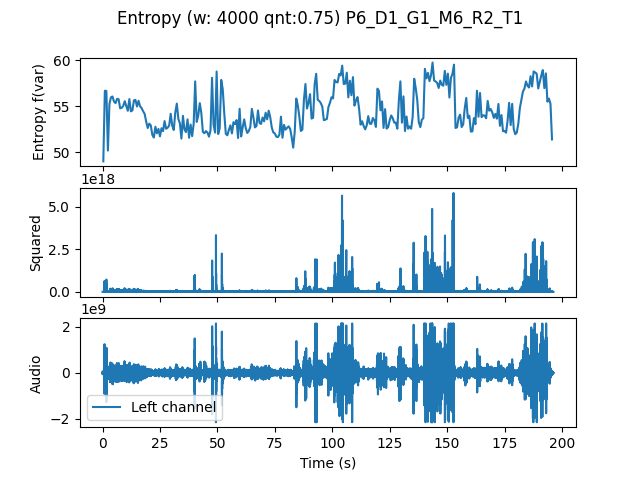 Entropy (w: 4000 qnt:0.75) P6_D1_G1_M6_R2_T1
60
55
50
Entropy f(var)
1e18
5.0
2.5
0.0
Squared
1e9
2
0
−2
Audio
Left channel
0
25
50
75
100
125
150
175
200
Time (s)